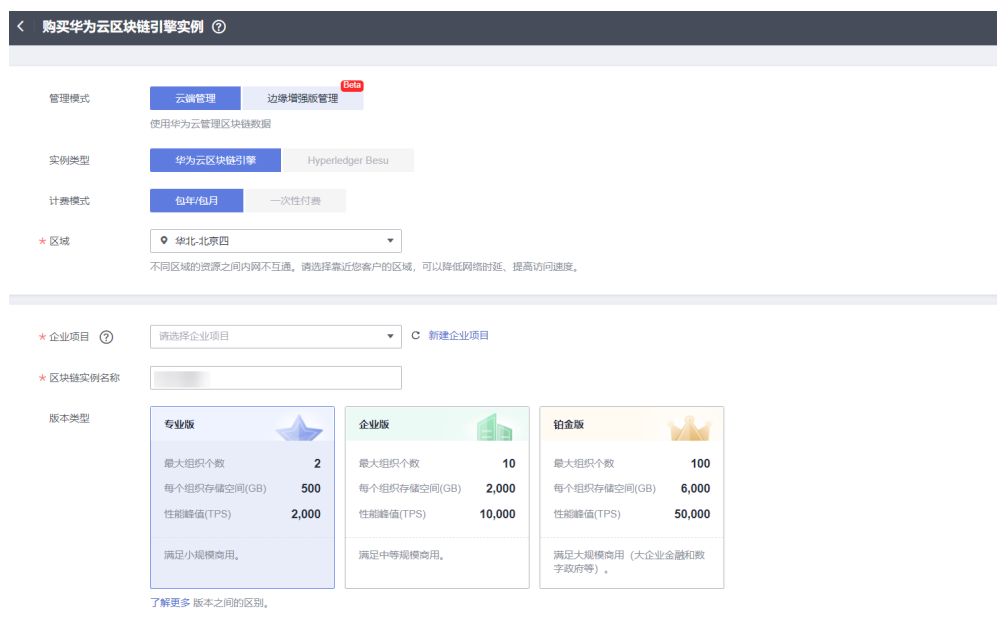 购买华为云区块链引擎实例
Beta
管理模式 云端管理 边缘增强版管理
使用华为云管理区块链数据
实例类型 华为云区块链引擎 Hyperledger Besu
计费模式 包年/包月 一次性付费
* 区域 华北-北京四
不同区域的资源之间内网不互通。请选择靠近您客户的区域，可以降低网络时延、提高访问速度。
* 企业项目 ? 请选择企业项目 新建企业项目
* 区块链实例名称
版本类型
专业版
最大组织个数 2
每个组织存储空间(GB) 500
性能峰值(TPS) 2,000
满足小规模商用。
企业版
最大组织个数 10
每个组织存储空间(GB) 2,000
性能峰值(TPS) 10,000
满足中等规模商用。
铂金版
最大组织个数 100
每个组织存储空间(GB) 6,000
性能峰值(TPS) 50,000
满足大规模商用（大企业金融和数
字政府等）。
了解更多 版本之间的区别。